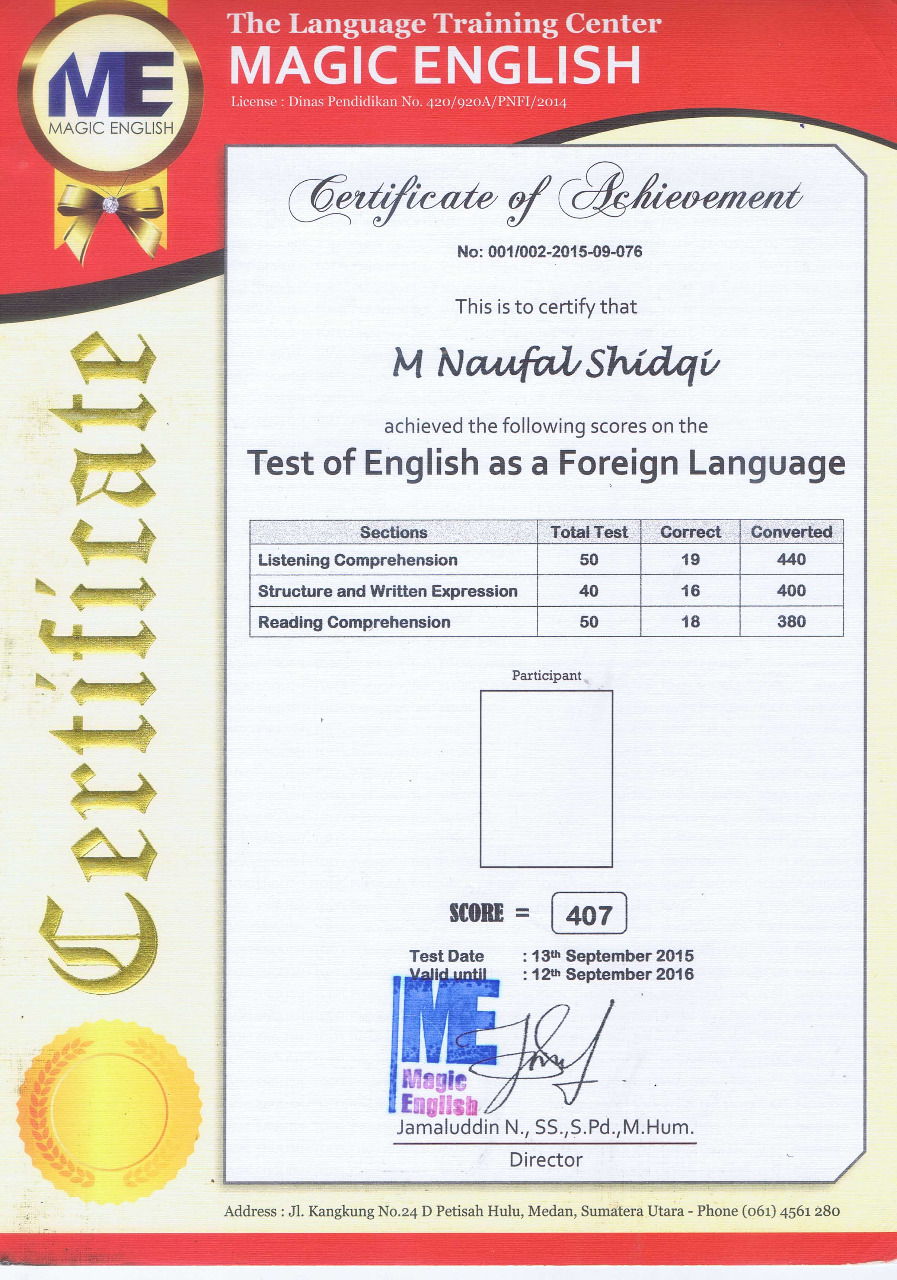 The Language Training Center
MAGIC ENGLISH
License : Dinas Pendidikan No. 420/920A/PNFI/2014
ME
MAGIC ENGLISH
Certificate of Achievement
No: 001/002-2015-09-076
This is to certify that
M Naufal Shidqi
achieved the following scores on the
Test of English as a Foreign Language
Sections Total Test Correct Converted
Listening Comprehension 50 19 440
Structure and Written Expression 40 16 400
Reading Comprehension 50 18 380
Participant
SCORE = 407
Test Date : 13th September 2015
Valid until : 12th September 2016
ME
Magic
English
Jamaluddin N., SS.,S.Pd.,M.Hum.
Director
Certificate
Address : Jl. Kangkung No.24 D Petisah Hulu, Medan, Sumatera Utara - Phone (061) 4561 280